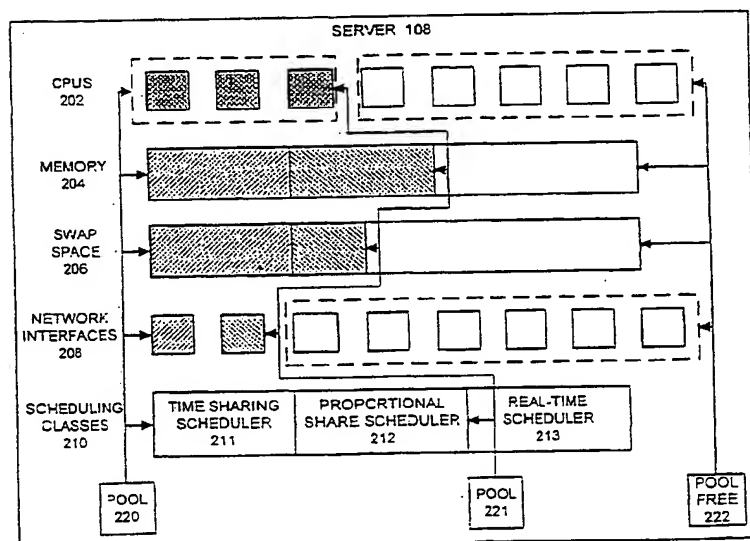 SERVER 108
CPUS
202
MEMORY
204
SWAP
SPACE
206
NETWORK
INTERFACES
208
SCHEDULING
CLASSES
210
TIME SHARING
SCHEDULER
211
PROPORTIONAL
SHARE SCHEDULER
212
REAL-TIME
SCHEDULER
213
POOL
220
POOL
221
POOL
FREE
222